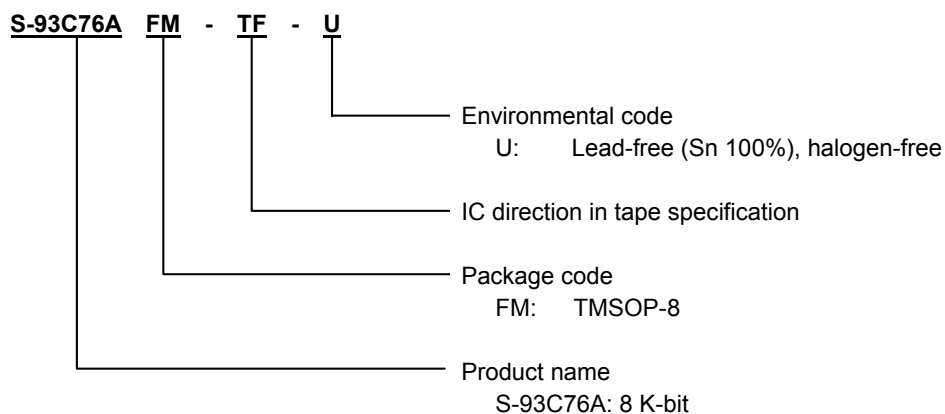 S-93C76A FM - TF - U
Environmental code
U: Lead-free (Sn 100%), halogen-free
IC direction in tape specification
Package code
FM: TMSOP-8
Product name
S-93C76A: 8 K-bit